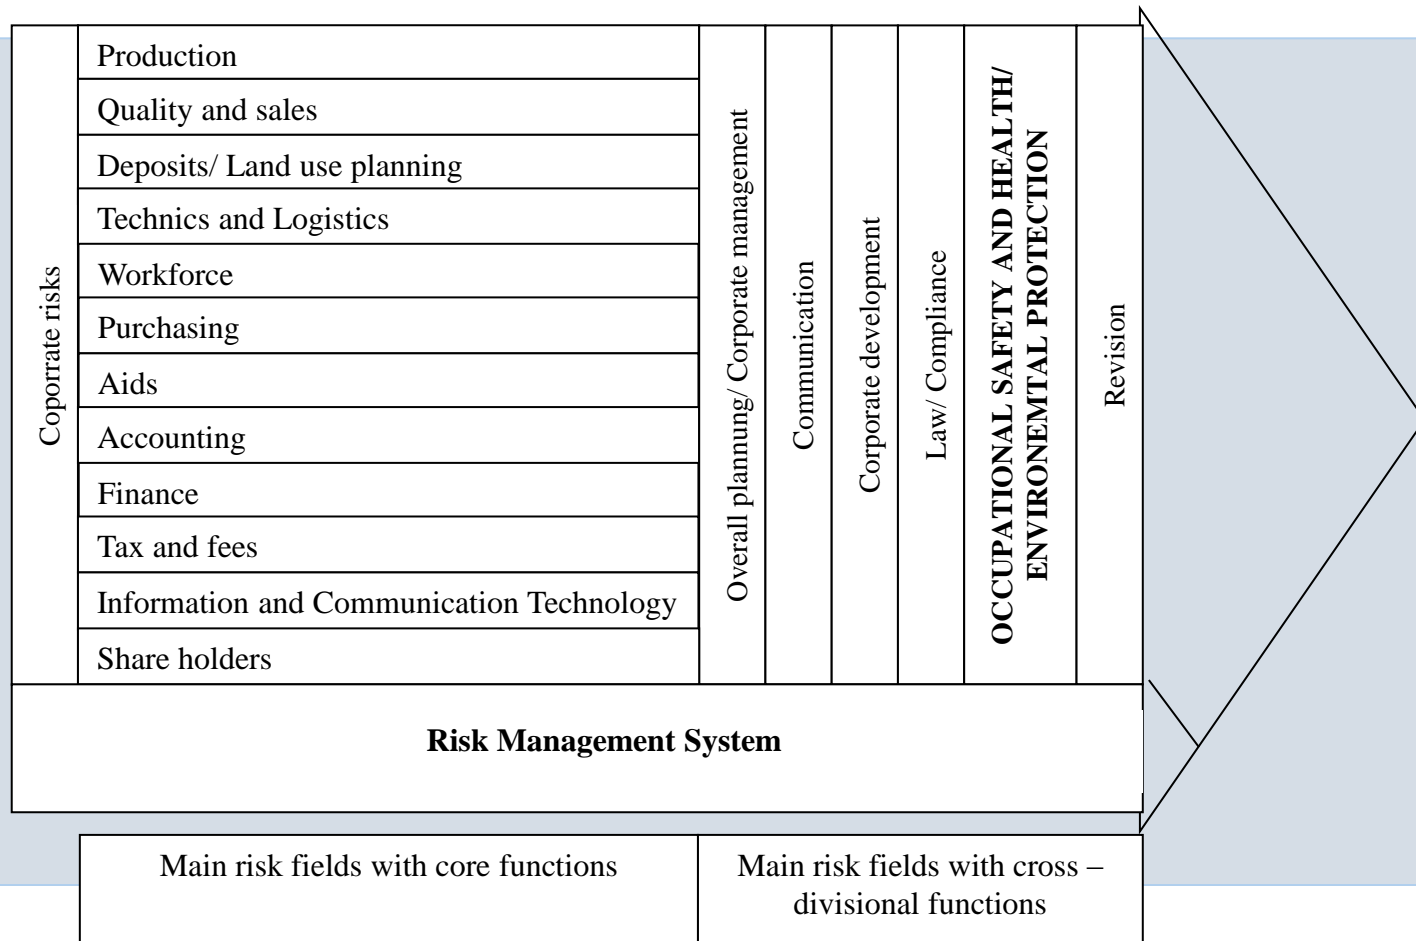 Coporrate risks
Production
Quality and sales
Deposits/ Land use planning
Technics and Logistics
Workforce
Purchasing
Aids
Accounting
Finance
Tax and fees
Information and Communication Technology
Share holders
Overall plannung/ Corporate management
Communication
Corporate development
Law/ Compliance
OCCUPATIONAL SAFETY AND HEALTH/
ENVIRONEMTAL PROTECTION
Revision
Risk Management System
Main risk fields with core functions
Main risk fields with cross –
divisional functions